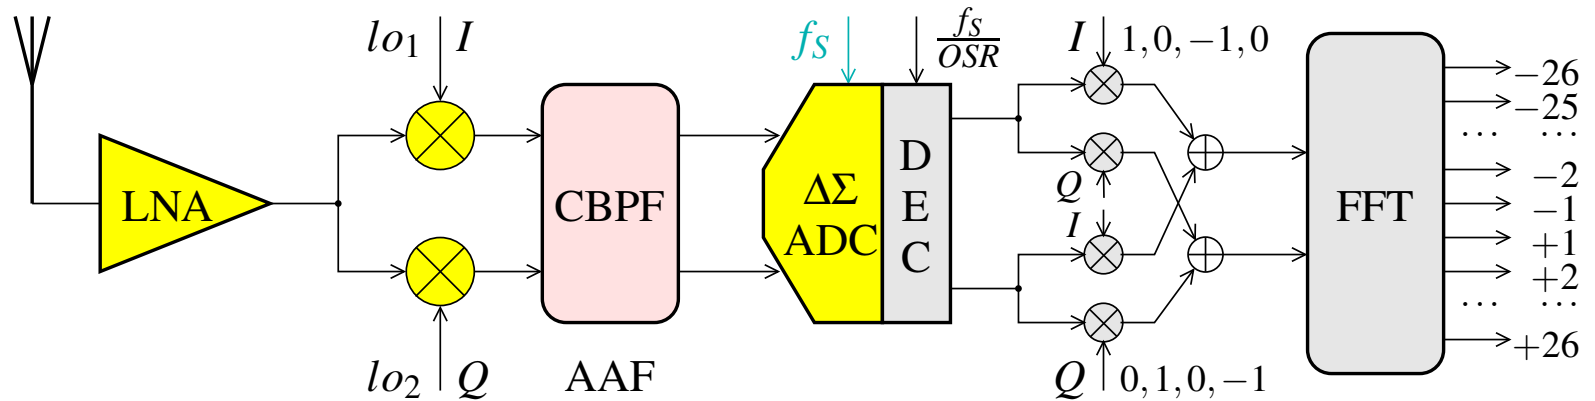 lo₁ I
f_S
f_S
OSR
I 1, 0, −1, 0
LNA
CBPF
ΔΣ
ADC
D
E
C
Q
I
FFT
−26
−25
... ...
−2
−1
+1
+2
... ...
+26
lo₂ Q
AAF
Q 0, 1, 0, −1